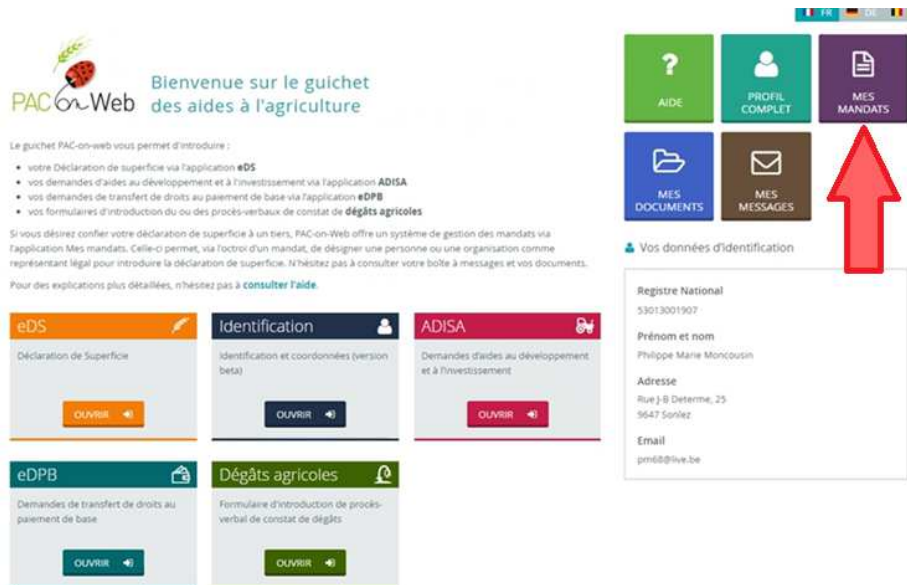 FR DE
PAC on Web
Bienvenue sur le guichet
des aides à l'agriculture
Le guichet PAC-on-web vous permet d'introduire :
• votre Déclaration de superficie via l'application eDS
• vos demandes d'aides au développement et à l'investissement via l'application ADISA
• vos demandes de transfert de droits au paiement de base via l'application eDPB
• vos formulaires d'introduction du ou des procès-verbaux de constat de dégâts agricoles
Si vous désirez confier votre déclaration de superficie à un tiers, PAC-on-Web offre un système de gestion des mandats via
l'application Mes mandats. Celle-ci permet, via l'octroi d'un mandat, de désigner une personne ou une organisation comme
représentant légal pour introduire la déclaration de superficie. N'hésitez pas à consulter votre boîte à messages et vos documents.
Pour des explications plus détaillées, n'hésitez pas à consulter l'aide.
eDS
Déclaration de Superficie
OUVRIR
Identification
Identification et coordonnées (version
beta)
OUVRIR
ADISA
Demandes d'aides au développement
et à l'investissement
OUVRIR
eDPB
Demandes de transfert de droits au
paiement de base
OUVRIR
Dégâts agricoles
Formulaire d'introduction de procès-
verbal de constat de dégâts
OUVRIR
?
AIDE
PROFIL
COMPLET
MES
MANDATS
MES
DOCUMENTS
MES
MESSAGES
Vos données d'identification
Registre National
53013001907
Prénom et nom
Philippe Marie Moncousin
Adresse
Rue J-B Determe, 25
9647 Sonlez
Email
pm68@live.be